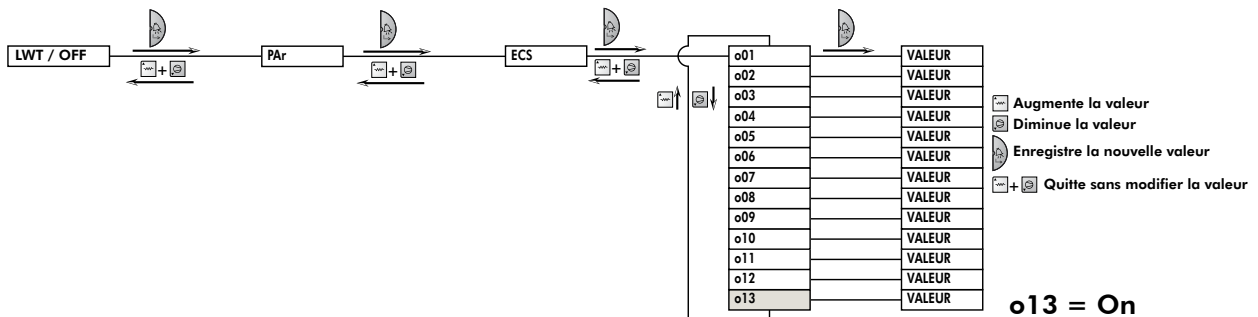 LWT / OFF
PAr
ECS
o01 VALEUR
o02 VALEUR
o03 VALEUR
o04 VALEUR
o05 VALEUR
o06 VALEUR
o07 VALEUR
o08 VALEUR
o09 VALEUR
o10 VALEUR
o11 VALEUR
o12 VALEUR
o13 VALEUR
+
+
+
Augmente la valeur
Diminue la valeur
Enregistre la nouvelle valeur
+ Quitte sans modifier la valeur
o13 = On